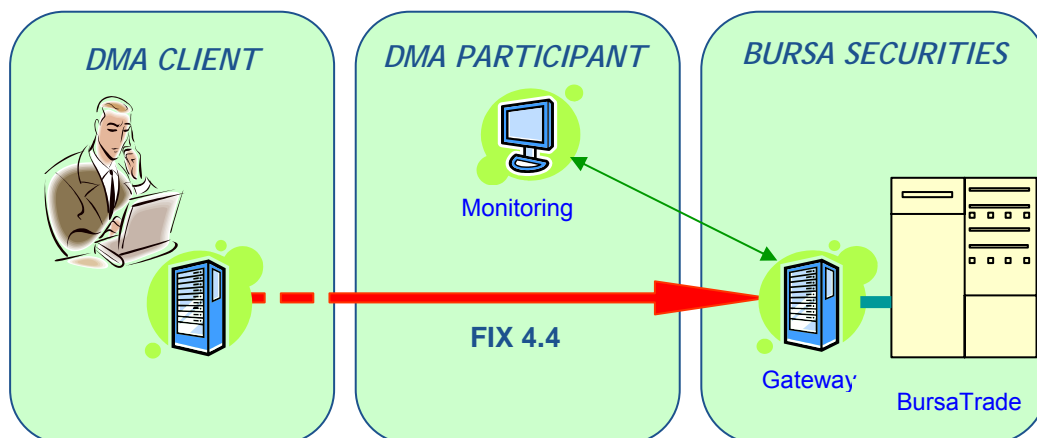 DMA CLIENT
DMA PARTICIPANT
BURSA SECURITIES
Monitoring
FIX 4.4
Gateway
BursaTrade